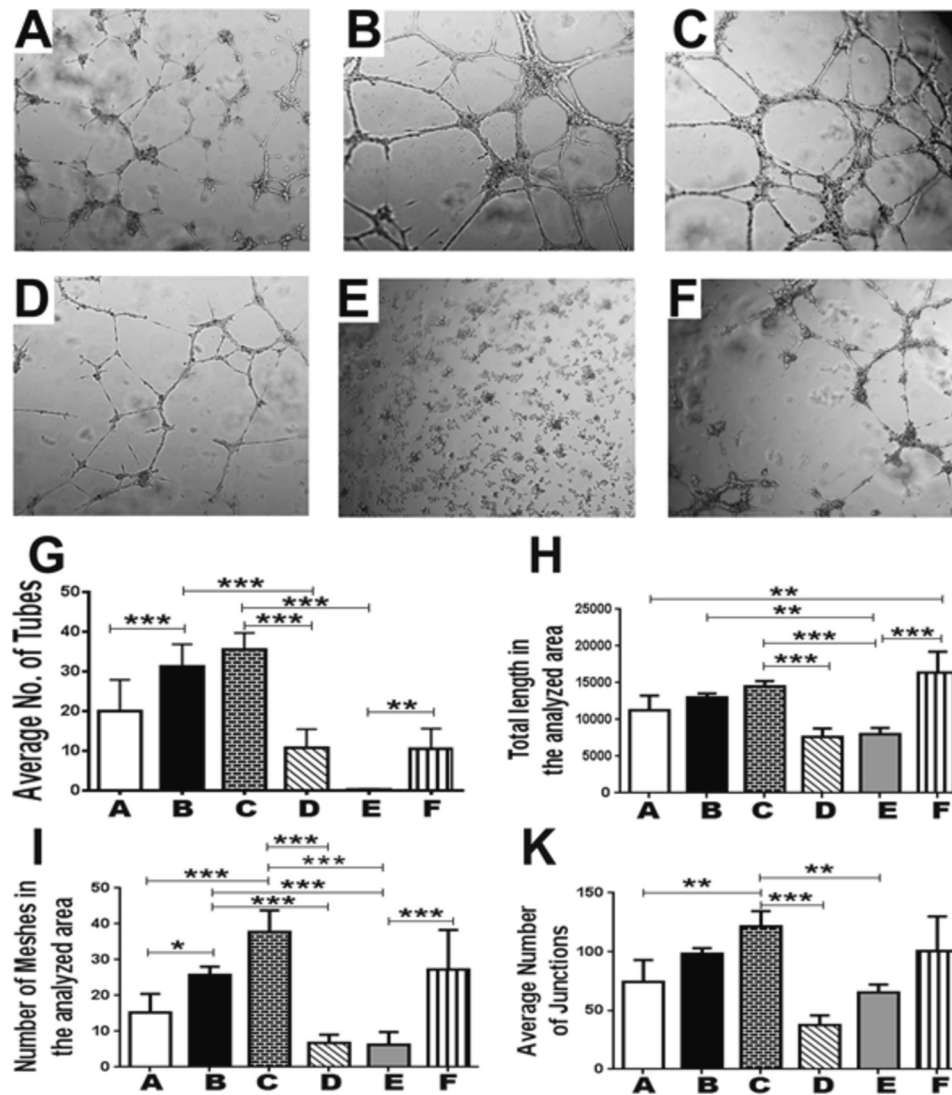 A
B
C
D
E
F
G
Average No. of Tubes
50
40
30
20
10
0
***
***
***
***
**
A B C D E F
H
Total length in
the analyzed area
25000
20000
15000
10000
5000
0
**
**
***
***
***
A B C D E F
I
Number of Meshes in
the analyzed area
60
40
30
20
10
0
***
***
***
***
***
***
*
A B C D E F
K
Average Number
of Junctions
150
100
50
0
**
**
***
A B C D E F